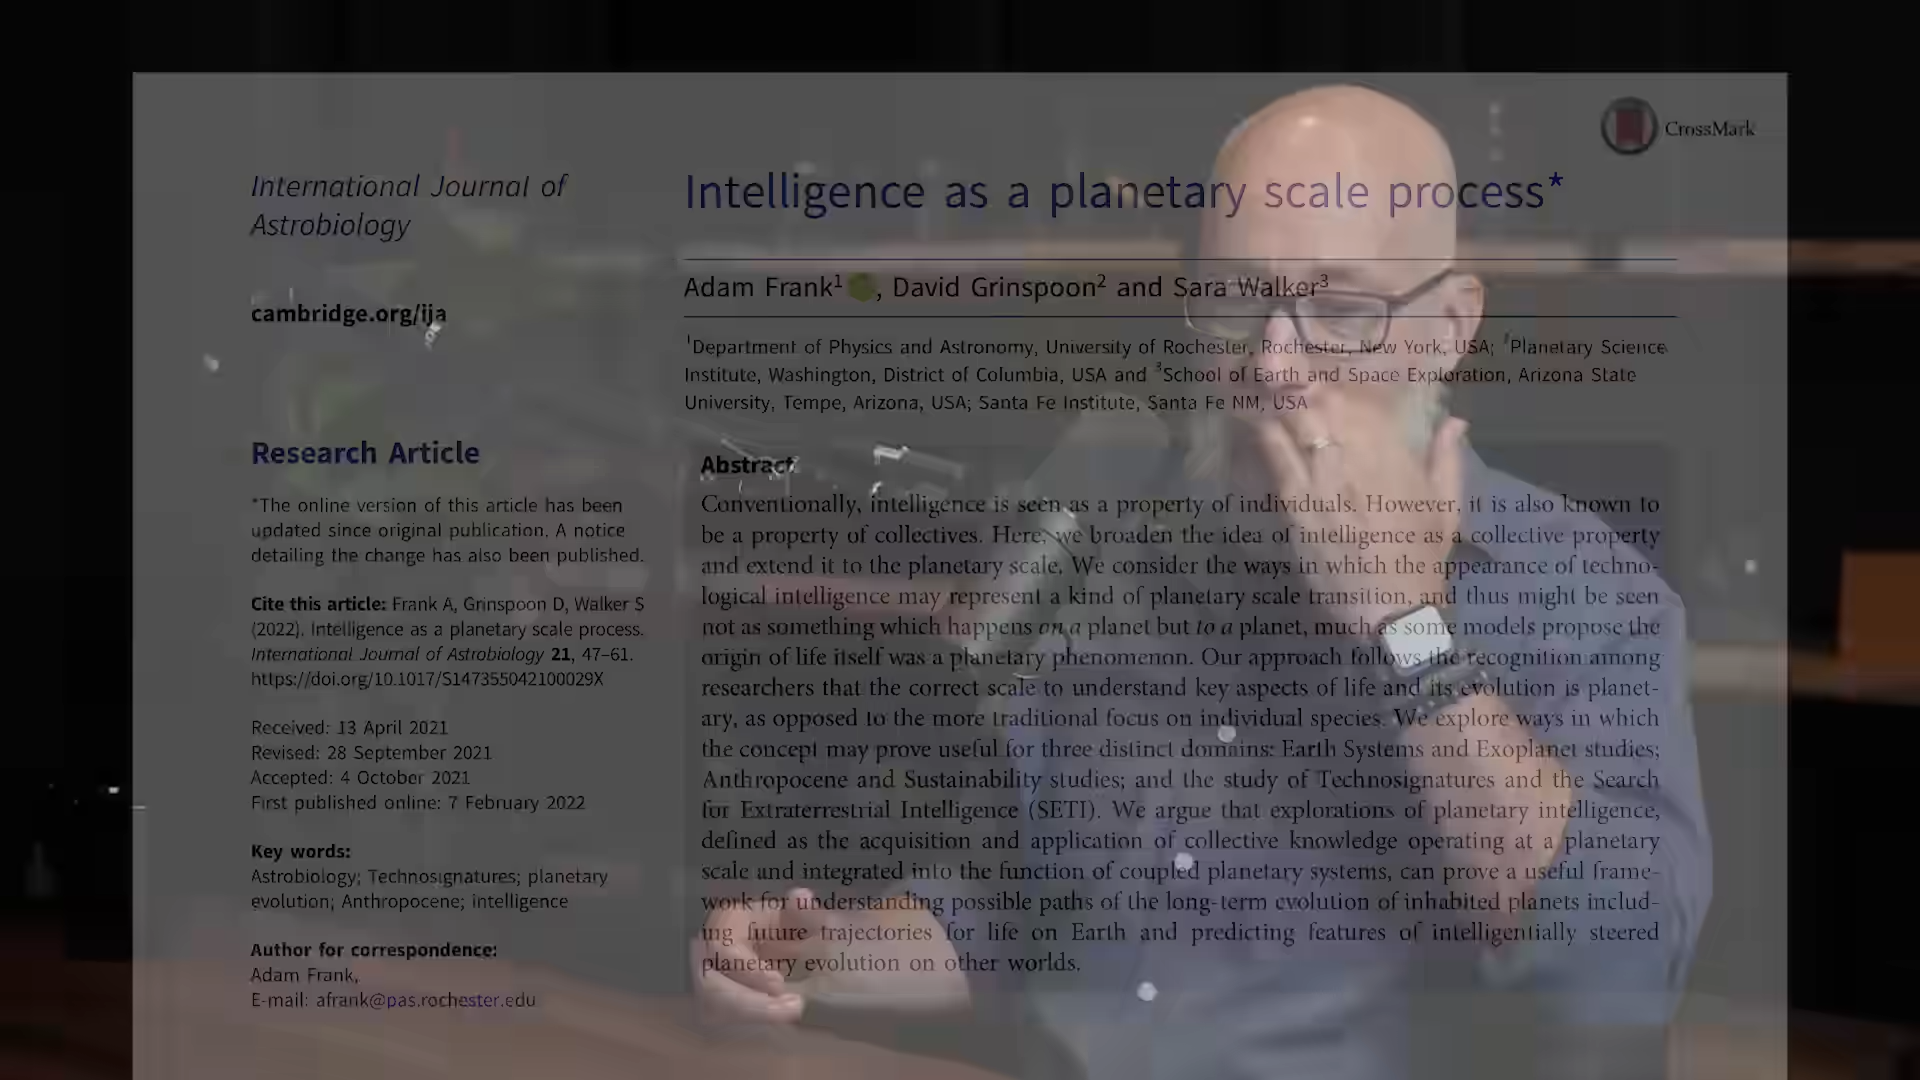 CrossMark
International Journal of
Astrobiology
cambridge.org/ija
Research Article
*The online version of this article has been
updated since original publication. A notice
detailing the change has also been published.
Cite this article: Frank A, Grinspoon D, Walker S
(2022). Intelligence as a planetary scale process.
International Journal of Astrobiology 21, 47–61.
https://doi.org/10.1017/S147355042100029X
Received: 13 April 2021
Revised: 28 September 2021
Accepted: 4 October 2021
First published online: 7 February 2022
Key words:
Astrobiology; Technosignatures; planetary
evolution; Anthropocene; intelligence
Author for correspondence:
Adam Frank,
E-mail: afrank@pas.rochester.edu
Intelligence as a planetary scale process*
Adam Frank1, David Grinspoon2 and Sara Walker3
1Department of Physics and Astronomy, University of Rochester, Rochester, New York, USA; 2Planetary Science
Institute, Washington, District of Columbia, USA and 3School of Earth and Space Exploration, Arizona State
University, Tempe, Arizona, USA; Santa Fe Institute, Santa Fe NM, USA
Abstract
Conventionally, intelligence is seen as a property of individuals. However, it is also known to
be a property of collectives. Here, we broaden the idea of intelligence as a collective property
and extend it to the planetary scale. We consider the ways in which the appearance of techno-
logical intelligence may represent a kind of planetary scale transition, and thus might be seen
not as something which happens on a planet but to a planet, much as some models propose the
origin of life itself was a planetary phenomenon. Our approach follows the recognition among
researchers that the correct scale to understand key aspects of life and its evolution is planet-
ary, as opposed to the more traditional focus on individual species. We explore ways in which
the concept may prove useful for three distinct domains: Earth Systems and Exoplanet studies;
Anthropocene and Sustainability studies; and the study of Technosignatures and the Search
for Extraterrestrial Intelligence (SETI). We argue that explorations of planetary intelligence,
defined as the acquisition and application of collective knowledge operating at a planetary
scale and integrated into the function of coupled planetary systems, can prove a useful frame-
work for understanding possible paths of the long-term evolution of inhabited planets includ-
ing future trajectories for life on Earth and predicting features of intelligentially steered
planetary evolution on other worlds.